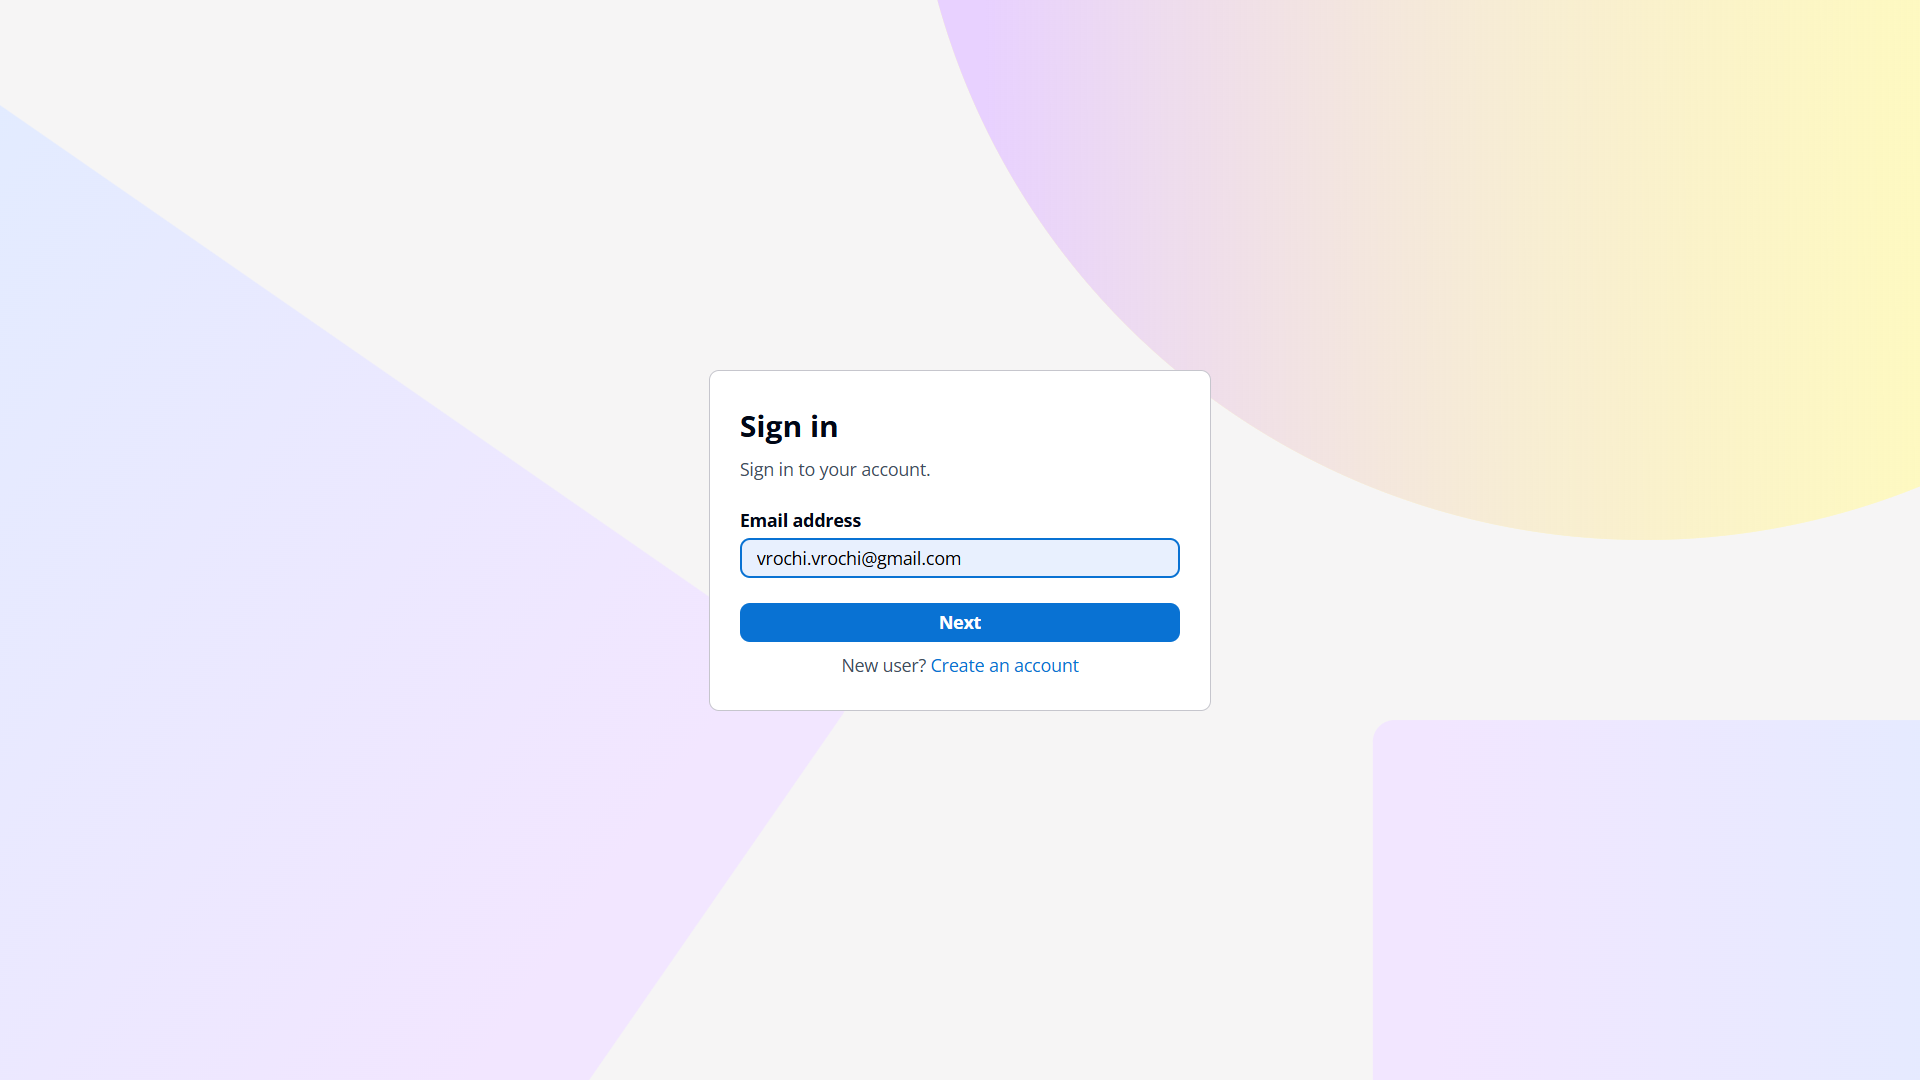 Sign in
Sign in to your account.
Email address
vrochi.vrochi@gmail.com
Next
New user? Create an account